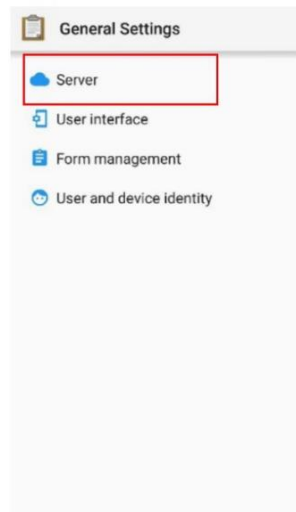 General Settings
Server
User interface
Form management
User and device identity